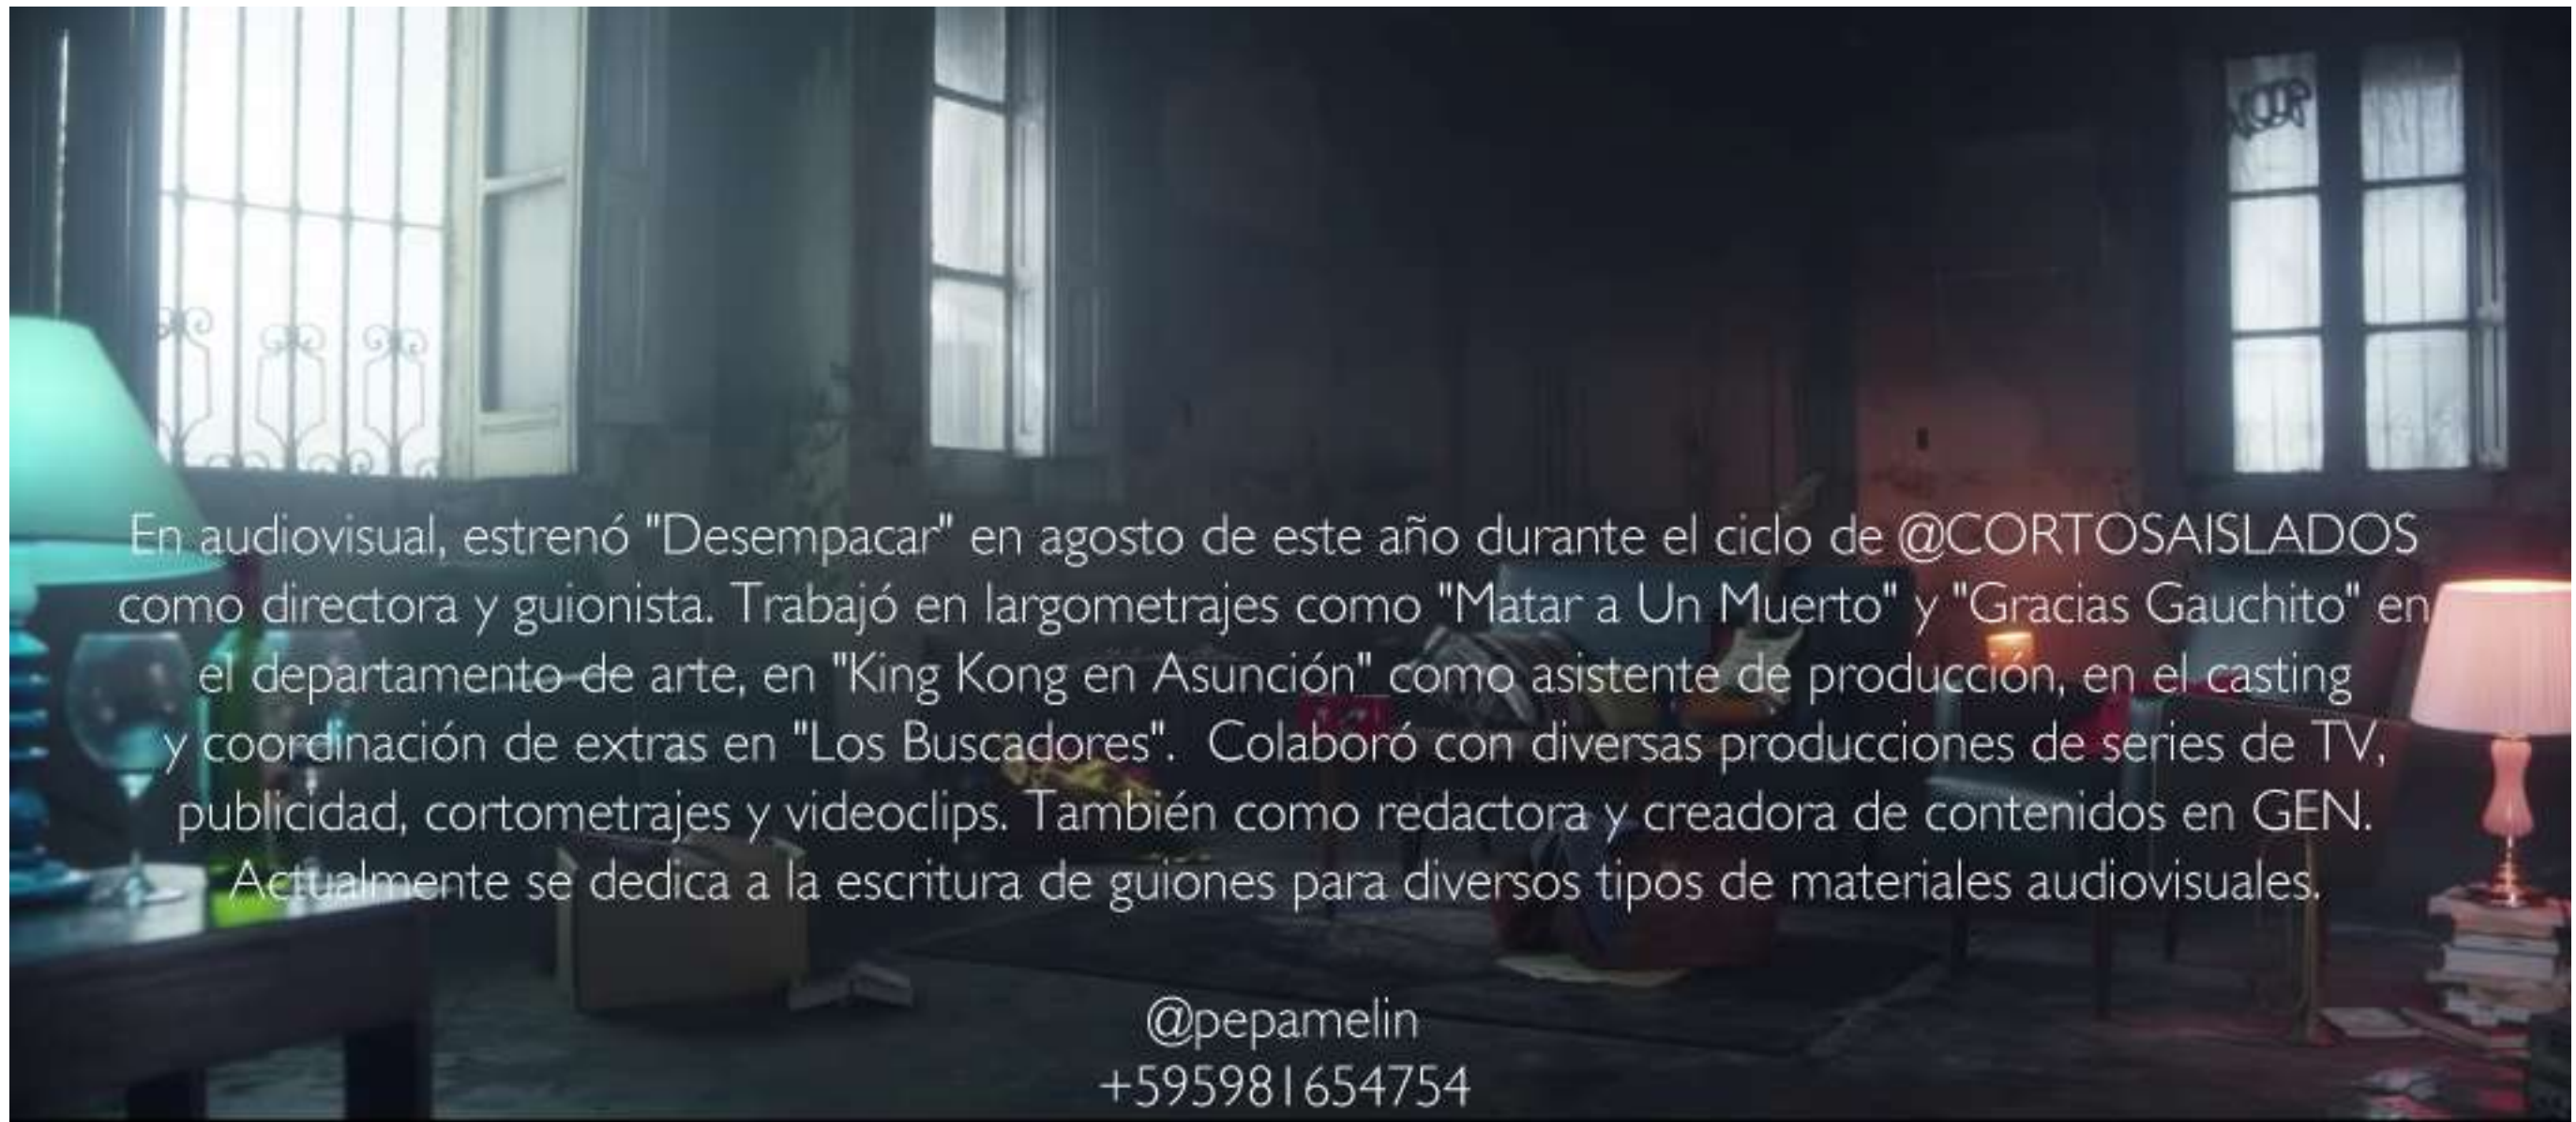 En audiovisual, estrenó "Desempacar" en agosto de este año durante el ciclo de @CORTOSAISLADOS
como directora y guionista. Trabajó en largometrajes como "Matar a Un Muerto" y "Gracias Gauchito" en
el departamento de arte, en "King Kong en Asunción" como asistente de producción, en el casting
y coordinación de extras en "Los Buscadores".  Colaboró con diversas producciones de series de TV,
publicidad, cortometrajes y videoclips. También como redactora y creadora de contenidos en GEN.
Actualmente se dedica a la escritura de guiones para diversos tipos de materiales audiovisuales.
@pepamelin
+595981654754